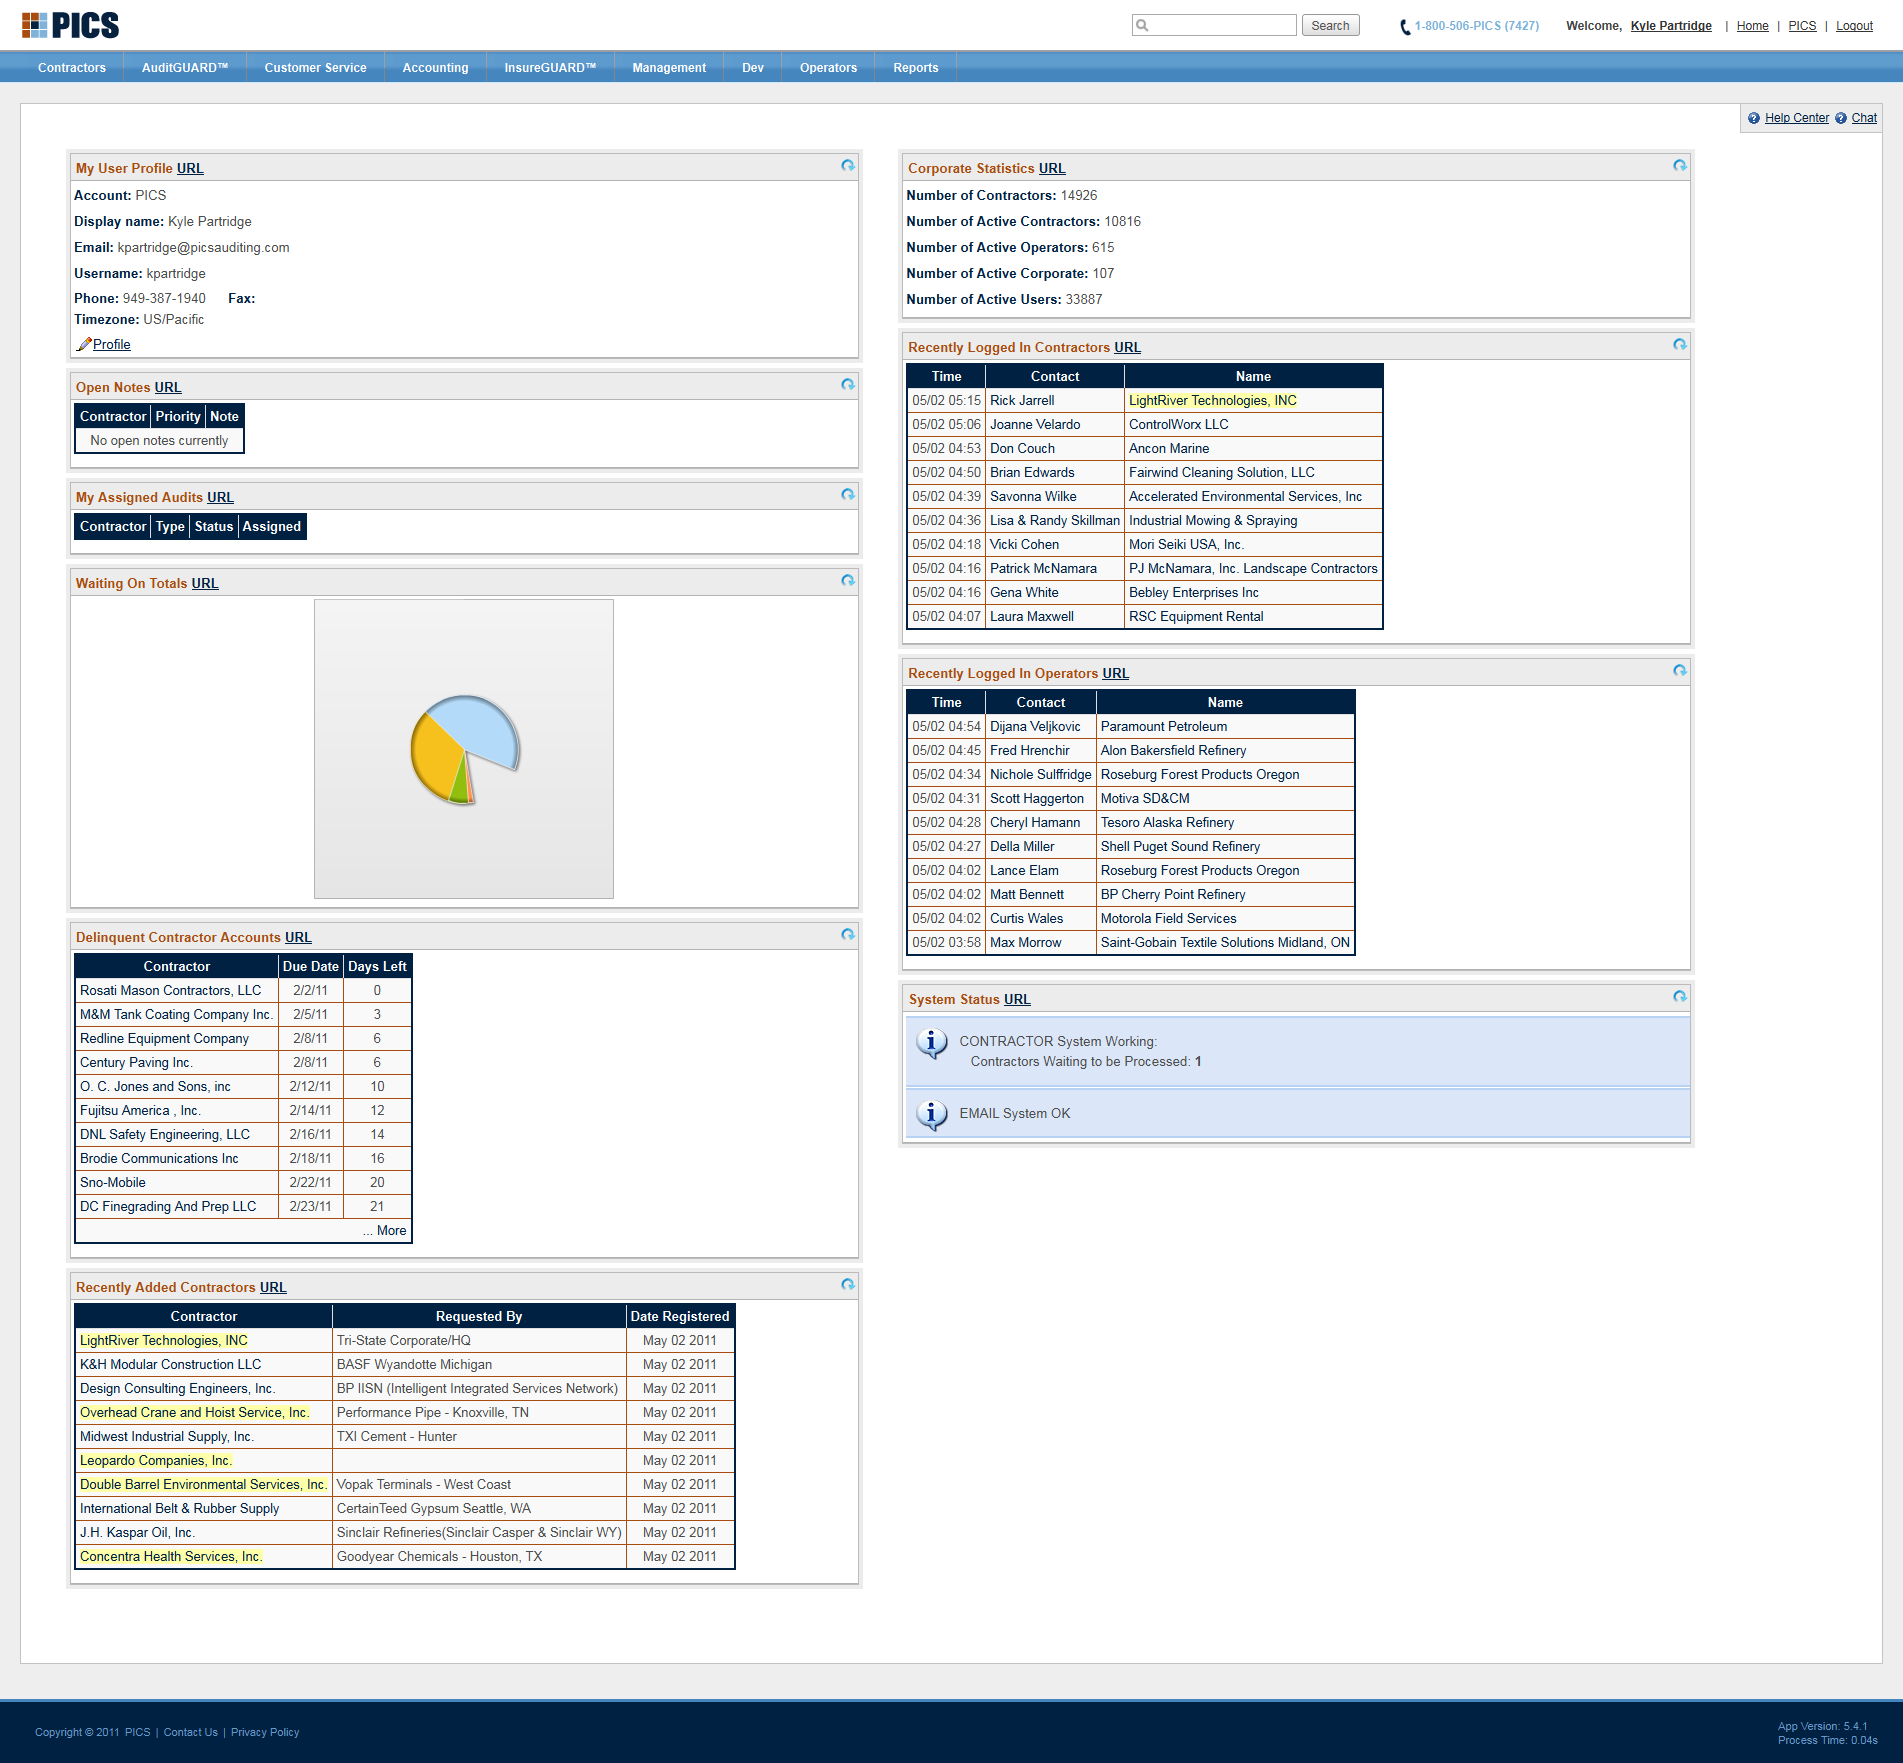 PICS
Search
1-800-506-PICS (7427)
Welcome, Kyle Partridge | Home | PICS | Logout
Contractors AuditGUARD™ Customer Service Accounting InsureGUARD™ Management Dev Operators Reports
Help Center Chat
My User Profile URL
Account: PICS
Display name: Kyle Partridge
Email: kpartridge@picsauditing.com
Username: kpartridge
Phone: 949-387-1940 Fax:
Timezone: US/Pacific
Profile
Open Notes URL
Contractor Priority Note
No open notes currently
My Assigned Audits URL
Contractor Type Status Assigned
Waiting On Totals URL
Delinquent Contractor Accounts URL
Contractor Due Date Days Left
Rosati Mason Contractors, LLC 2/2/11 0
M&M Tank Coating Company Inc. 2/5/11 3
Redline Equipment Company 2/8/11 6
Century Paving Inc. 2/8/11 6
O. C. Jones and Sons, inc 2/12/11 10
Fujitsu America , Inc. 2/14/11 12
DNL Safety Engineering, LLC 2/16/11 14
Brodie Communications Inc 2/18/11 16
Sno-Mobile 2/22/11 20
DC Finegrading And Prep LLC 2/23/11 21
... More
Recently Added Contractors URL
Contractor Requested By Date Registered
LightRiver Technologies, INC Tri-State Corporate/HQ May 02 2011
K&H Modular Construction LLC BASF Wyandotte Michigan May 02 2011
Design Consulting Engineers, Inc. BP IISN (Intelligent Integrated Services Network) May 02 2011
Overhead Crane and Hoist Service, Inc. Performance Pipe - Knoxville, TN May 02 2011
Midwest Industrial Supply, Inc. TXI Cement - Hunter May 02 2011
Leopardo Companies, Inc. May 02 2011
Double Barrel Environmental Services, Inc. Vopak Terminals - West Coast May 02 2011
International Belt & Rubber Supply CertainTeed Gypsum Seattle, WA May 02 2011
J.H. Kaspar Oil, Inc. Sinclair Refineries(Sinclair Casper & Sinclair WY) May 02 2011
Concentra Health Services, Inc. Goodyear Chemicals - Houston, TX May 02 2011
Corporate Statistics URL
Number of Contractors: 14926
Number of Active Contractors: 10816
Number of Active Operators: 615
Number of Active Corporate: 107
Number of Active Users: 33887
Recently Logged In Contractors URL
Time Contact Name
05/02 05:15 Rick Jarrell LightRiver Technologies, INC
05/02 05:06 Joanne Velardo ControlWorx LLC
05/02 04:53 Don Couch Ancon Marine
05/02 04:50 Brian Edwards Fairwind Cleaning Solution, LLC
05/02 04:39 Savonna Wilke Accelerated Environmental Services, Inc
05/02 04:36 Lisa & Randy Skillman Industrial Mowing & Spraying
05/02 04:18 Vicki Cohen Mori Seiki USA, Inc.
05/02 04:16 Patrick McNamara PJ McNamara, Inc. Landscape Contractors
05/02 04:16 Gena White Bebley Enterprises Inc
05/02 04:07 Laura Maxwell RSC Equipment Rental
Recently Logged In Operators URL
Time Contact Name
05/02 04:54 Dijana Veljkovic Paramount Petroleum
05/02 04:45 Fred Hrenchir Alon Bakersfield Refinery
05/02 04:34 Nichole Sulffridge Roseburg Forest Products Oregon
05/02 04:31 Scott Haggerton Motiva SD&CM
05/02 04:28 Cheryl Hamann Tesoro Alaska Refinery
05/02 04:27 Della Miller Shell Puget Sound Refinery
05/02 04:02 Lance Elam Roseburg Forest Products Oregon
05/02 04:02 Matt Bennett BP Cherry Point Refinery
05/02 04:02 Curtis Wales Motorola Field Services
05/02 03:58 Max Morrow Saint-Gobain Textile Solutions Midland, ON
System Status URL
CONTRACTOR System Working:
Contractors Waiting to be Processed: 1
EMAIL System OK
Copyright © 2011 PICS | Contact Us | Privacy Policy
App Version: 5.4.1
Process Time: 0.04s